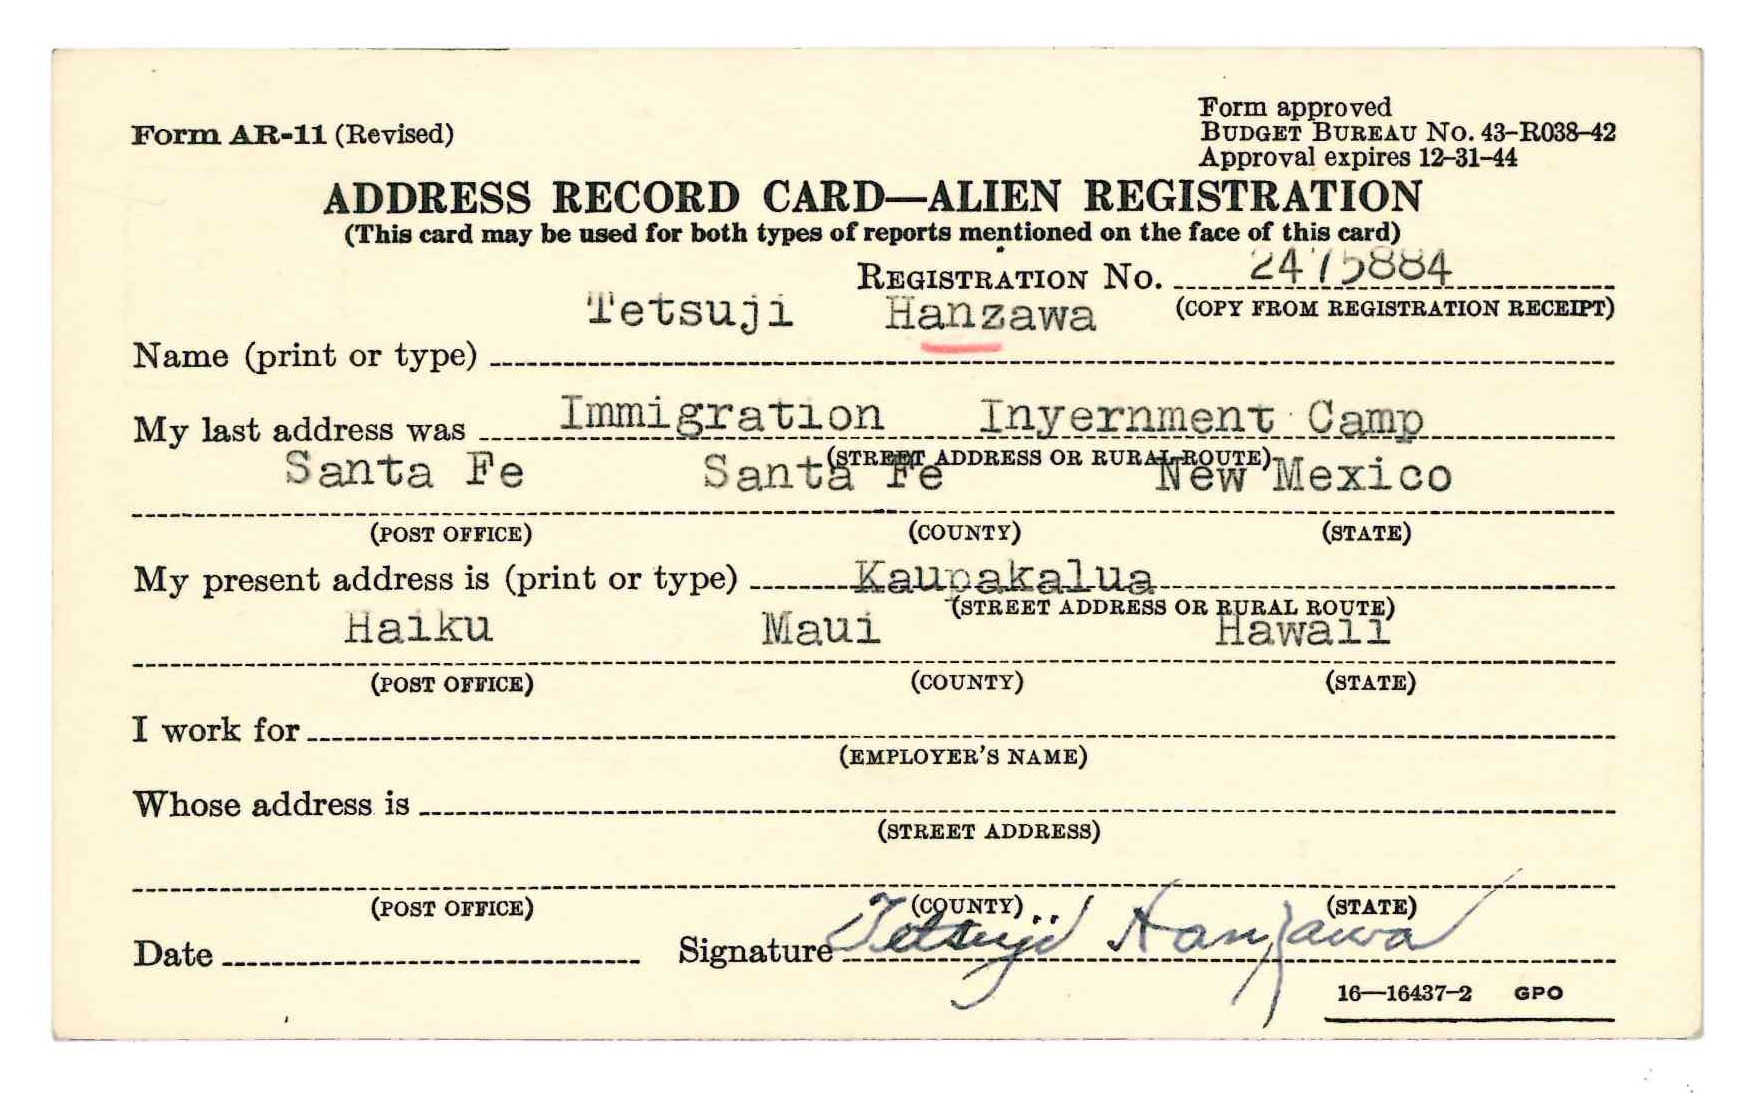 Form AR-11 (Revised)
Form approved
BUDGET BUREAU NO. 43-R038-42
Approval expires 12-31-44
ADDRESS RECORD CARD—ALIEN REGISTRATION
(This card may be used for both types of reports mentioned on the face of this card)
REGISTRATION NO. 2475884
(COPY FROM REGISTRATION RECEIPT)
Tetsuji Hanzawa
Name (print or type)
My last address was Immigration Inyernment Camp
(STREET ADDRESS OR RURAL ROUTE)
Santa Fe Santa Fe New Mexico
(POST OFFICE) (COUNTY) (STATE)
My present address is (print or type) Kaupakalua
(STREET ADDRESS OR RURAL ROUTE)
Haiku Maui Hawaii
(POST OFFICE) (COUNTY) (STATE)
I work for
(EMPLOYER'S NAME)
Whose address is
(STREET ADDRESS)
(POST OFFICE) (COUNTY) (STATE)
Date Signature Tetsuji Hanzawa
16—16437-2 GPO